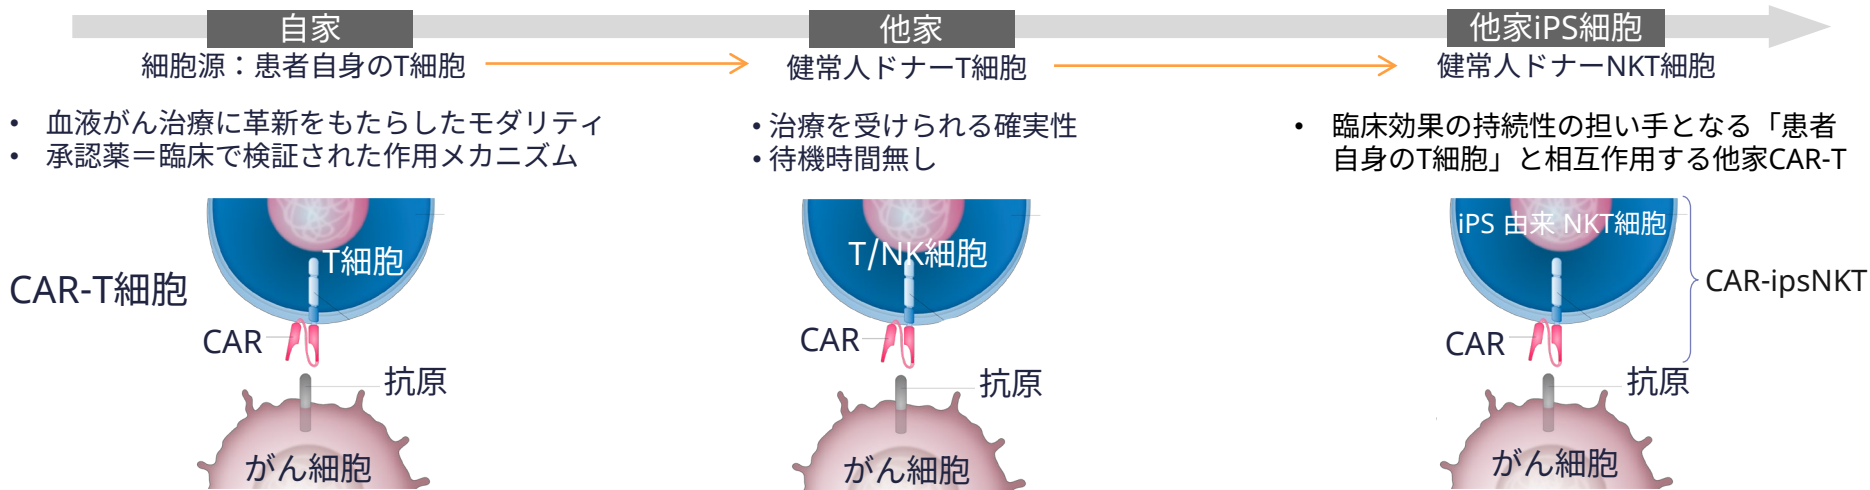 自家
他家
他家iPS細胞
細胞源：患者自身のT細胞
健常人ドナーT細胞
健常人ドナーNKT細胞
• 血液がん治療に革新をもたらしたモダリティ
• 承認薬＝臨床で検証された作用メカニズム
• 治療を受けられる確実性
• 待機時間無し
• 臨床効果の持続性の担い手となる「患者
自身のT細胞」と相互作用する他家CAR-T
CAR-T細胞
T細胞
CAR
抗原
がん細胞
T/NK細胞
CAR
抗原
がん細胞
iPS 由来 NKT細胞
CAR-ipsNKT
CAR
抗原
がん細胞